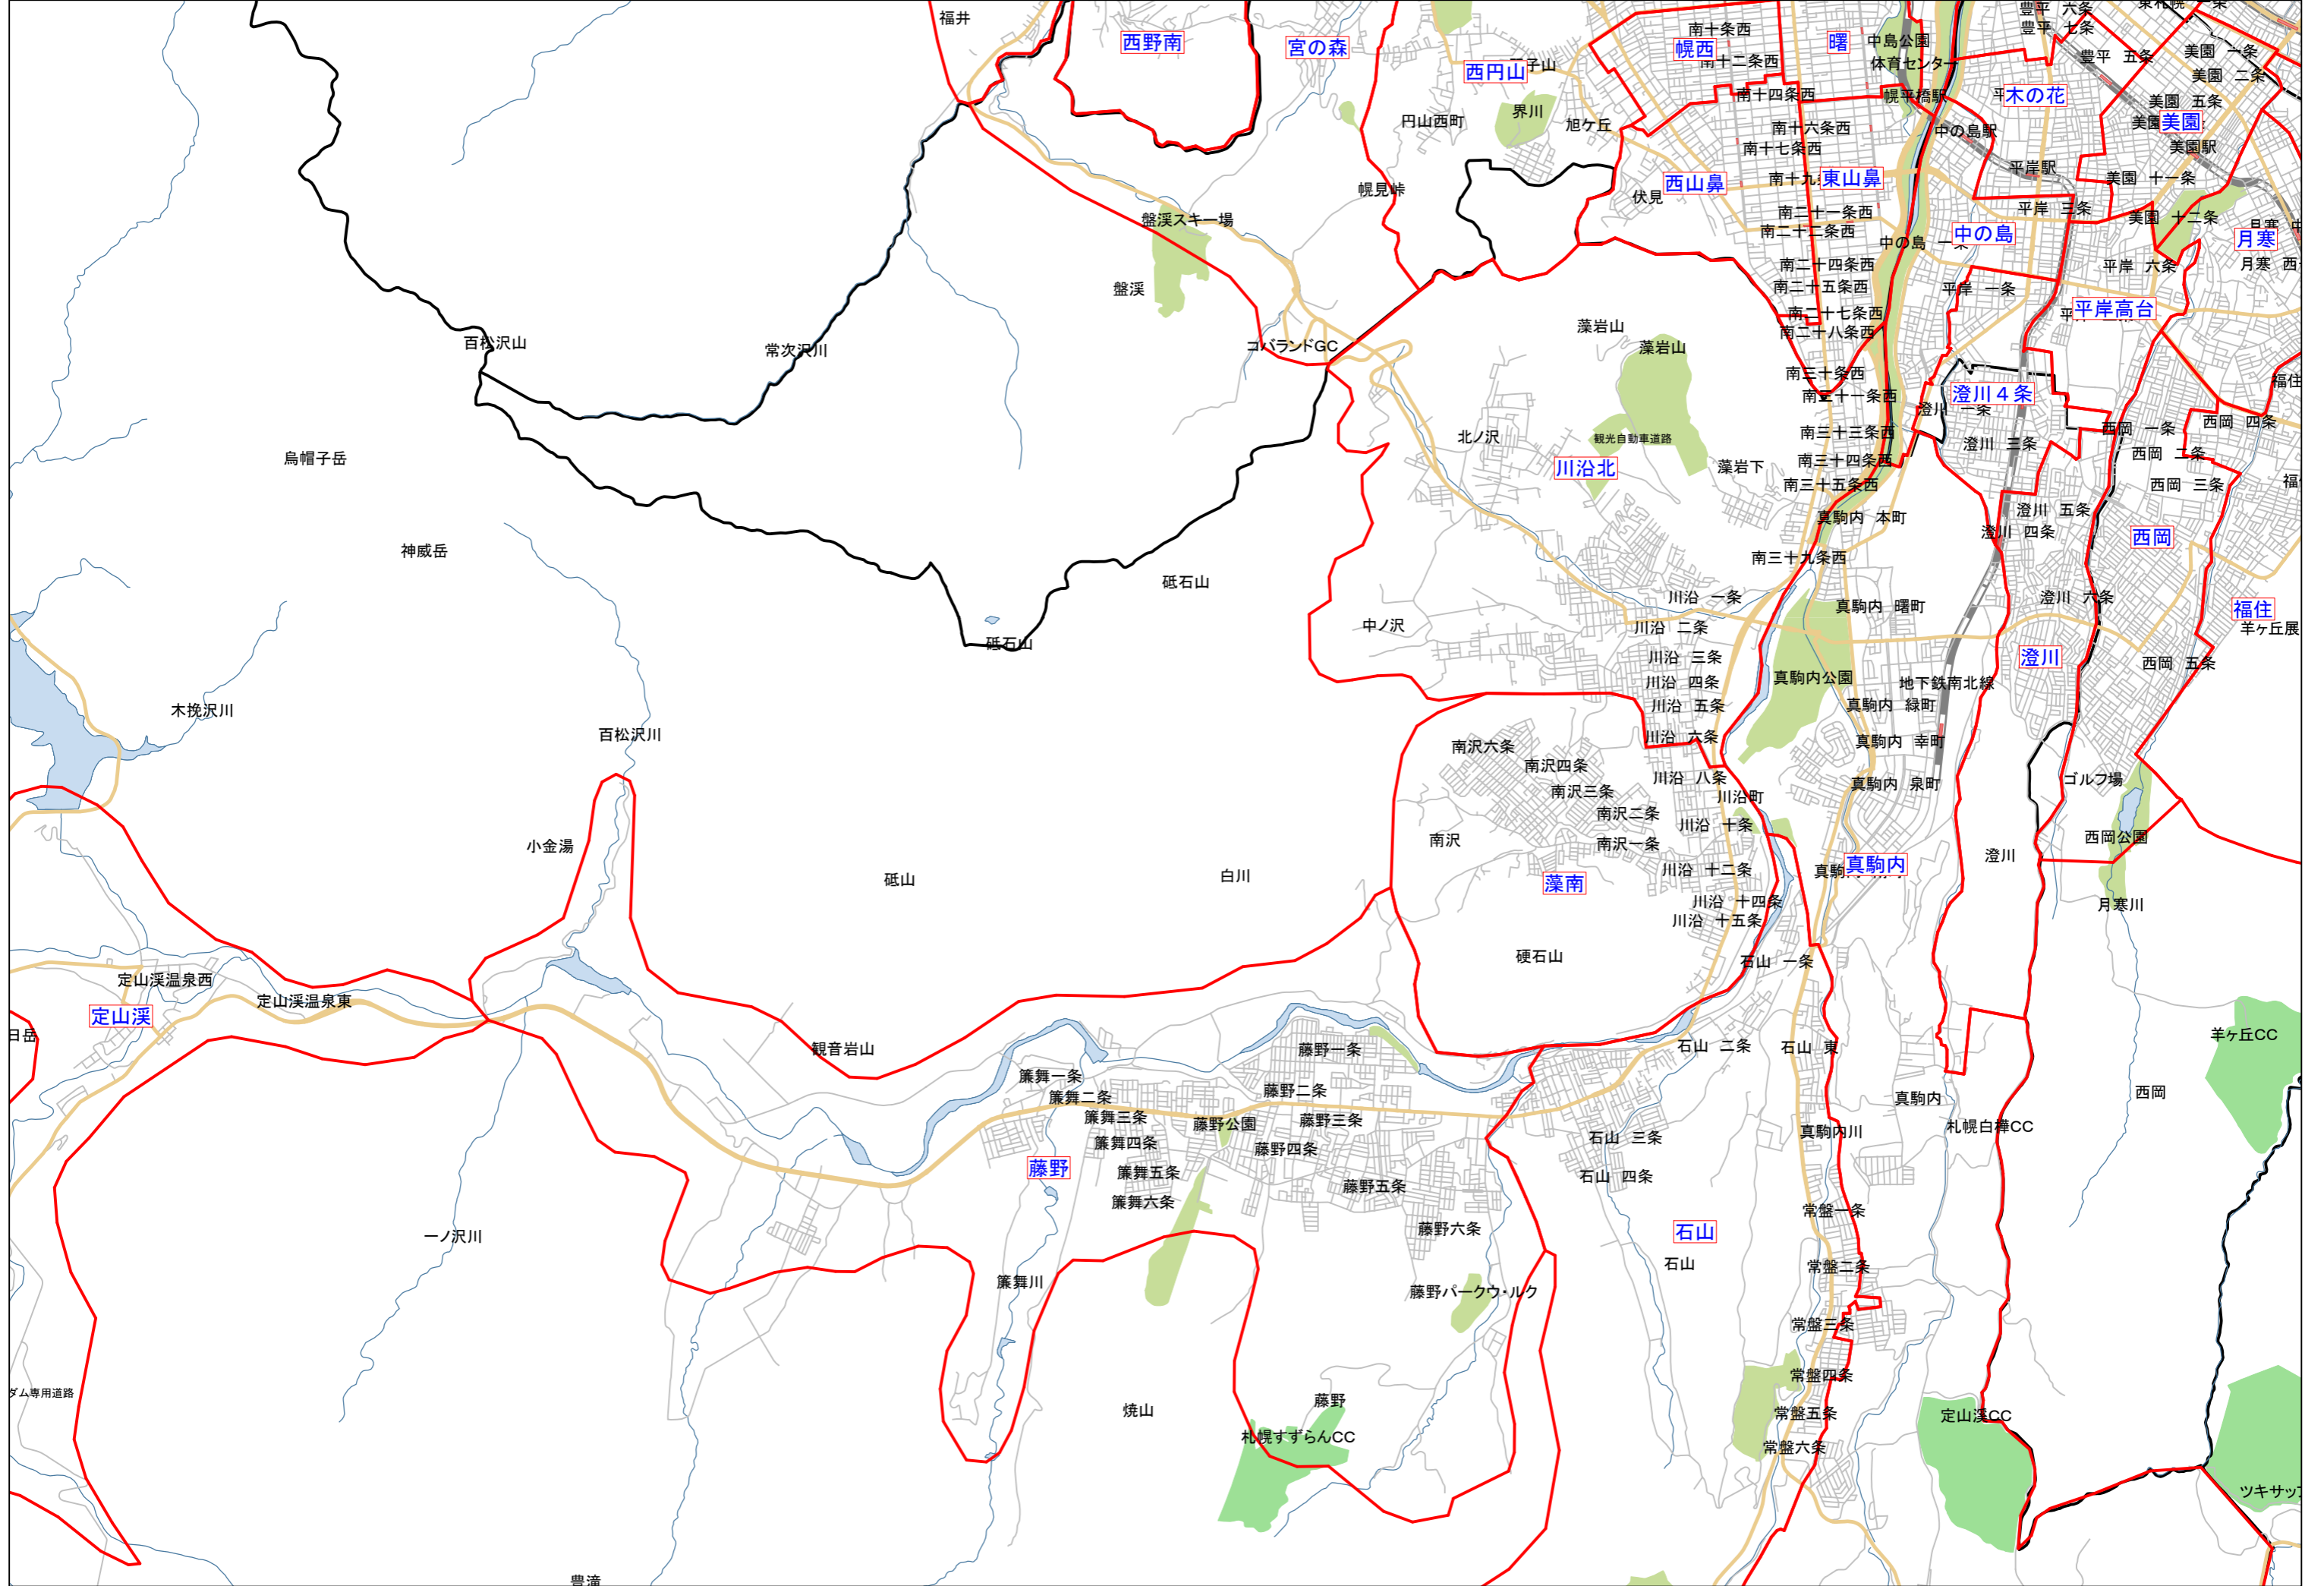 福井
西野南
宮の森
西円山
南十条西
幌西
南十二条西
曙
中島公園
体育センター
豊平 六条
豊平 七条
豊平 五条
美園 一条
美園 二条
界川
円山西町
旭ケ丘
南十四条西
幌平橋駅
木の花
美園 五条
美園
美園駅
南十六条西
南十七条西
中の島駅
平岸駅
美園 十一条
幌見峠
西山鼻
伏見
東山鼻
盤渓スキー場
南二十一条西
南二十二条西
中の島
平岸 三条
美園 十二条
月寒
南二十四条西
平岸 六条
盤渓
南二十五条西
平岸 一条
平岸高台
南二十七条西
南二十八条西
藻岩山
藻岩山
百松沢山
常次沢川
コバランドGC
南三十条西
南三十一条西
澄川4条
澄川 一条
西岡 一条
西岡 四条
北ノ沢
観光自動車道路
南三十三条西
澄川 三条
西岡 二条
烏帽子岳
川沿北
藻岩下
南三十四条西
南三十五条西
西岡 三条
真駒内 本町
澄川 五条
澄川 四条
西岡
神威岳
砥石山
南三十九条西
川沿 一条
真駒内 曙町
澄川 六条
福住
中ノ沢
川沿 二条
砥石山
川沿 三条
澄川
西岡 五条
川沿 四条
真駒内公園
地下鉄南北線
木挽沢川
川沿 五条
真駒内 緑町
百松沢川
川沿 六条
真駒内 幸町
南沢六条
南沢四条
川沿 八条
真駒内 泉町
ゴルフ場
南沢三条
川沿町
南沢二条
川沿 十条
小金湯
南沢
南沢一条
西岡公園
澄川
砥山
白川
藻南
川沿 十二条
真駒内
川沿 十四条
川沿 十五条
月寒川
硬石山
石山 一条
定山渓温泉西
定山渓温泉東
定山渓
日岳
観音岩山
藤野一条
石山 二条
石山 東
羊ヶ丘CC
簾舞一条
簾舞二条
藤野二条
真駒内
西岡
簾舞三条
藤野公園
藤野三条
簾舞四条
藤野四条
石山 三条
真駒内川
札幌白樺CC
藤野
簾舞五条
藤野五条
石山 四条
簾舞六条
常盤一条
藤野六条
石山
一ノ沢川
石山
常盤二条
簾舞川
藤野パークウ・ルク
常盤三条
ダム専用道路
常盤四条
藤野
焼山
札幌すずらんCC
常盤五条
定山渓CC
常盤六条
ツキサップ
豊滝